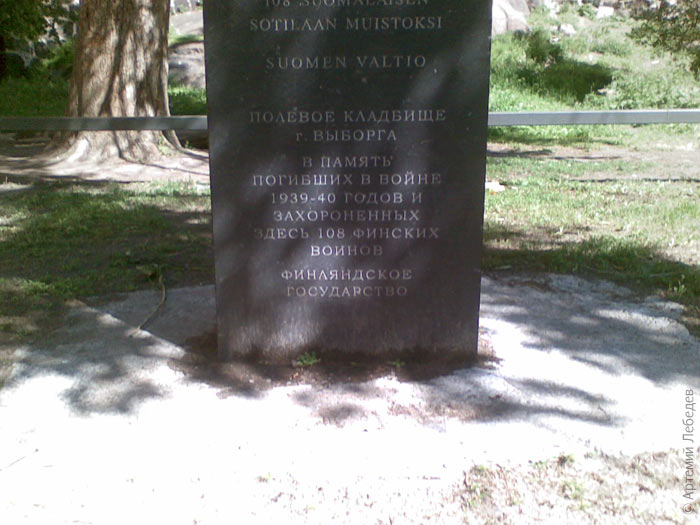 108 SUOMALAISEN
SOTILAAN MUISTOKSI
SUOMEN VALTIO
ПОЛЕВОЕ КЛАДБИЩЕ
г. ВЫБОРГА
В ПАМЯТЬ
ПОГИБШИХ В ВОЙНЕ
1939-40 ГОДОВ И
ЗАХОРОНЕННЫХ
ЗДЕСЬ 108 ФИНСКИХ
ВОИНОВ
ФИНЛЯНДСКОЕ
ГОСУДАРСТВО
© Артемий Лебедев